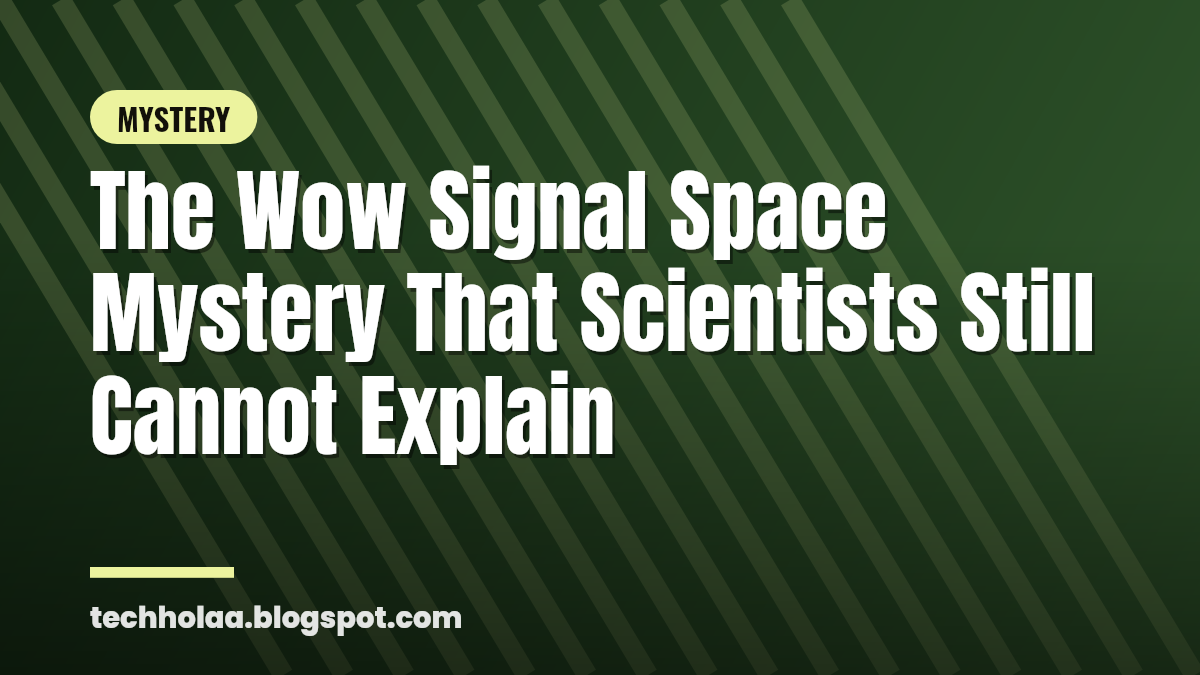 MYSTERY
The Wow Signal Space
Mystery That Scientists Still
Cannot Explain
techholaa.blogspot.com